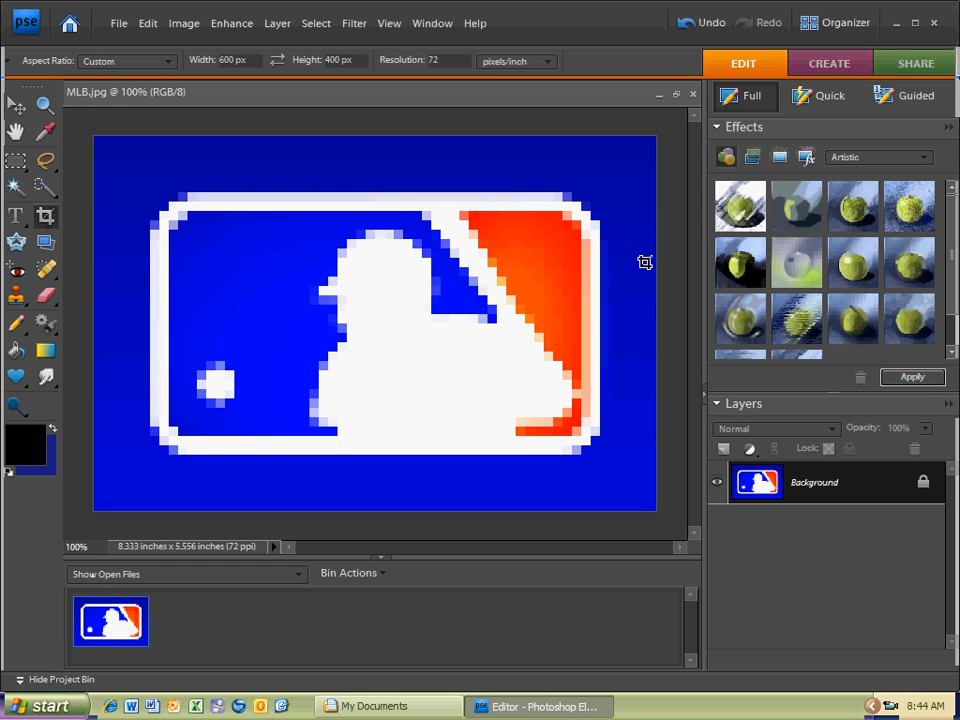 pse File Edit Image Enhance Layer Select Filter View Window Help Undo Redo Organizer
Aspect Ratio: Custom Width: 600 px Height: 400 px Resolution: 72 pixels/inch EDIT CREATE SHARE
MLB.jpg @ 100% (RGB/8)
Full Quick Guided
Effects
Artistic
Apply
Layers
Normal Opacity: 100%
Lock:
Background
100% 8.333 inches x 5.556 inches (72 ppi)
Show Open Files Bin Actions
Hide Project Bin
start My Documents pse Editor - Photoshop El... 8:44 AM